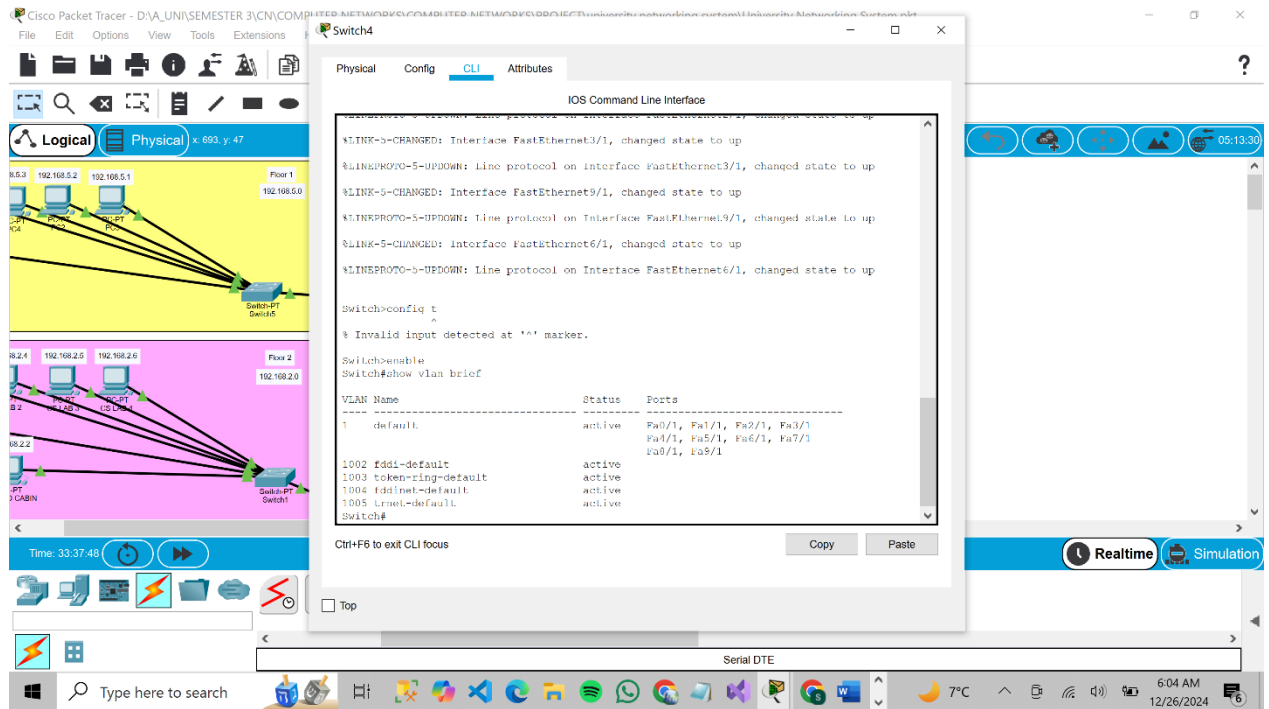 Cisco Packet Tracer - D:\A_UNI\SEMESTER 3\CN\COMPUTER NETWORKS\COMPUTER NETWORKS\PROJECT\university networking system\University Networking System.pkt
File Edit Options View Tools Extensions
Logical
Physical
x: 693, y: 47
05:13:30
8.5.3
192.168.5.2
192.168.5.1
Floor 1
192.168.5.0
Switch-PT
Switch5
8.2.4
192.168.2.5
192.168.2.6
Floor 2
192.168.2.0
68.2.2
CABIN
Switch-PT
Switch1
Switch4
Physical Config CLI Attributes
IOS Command Line Interface
%LINK-5-CHANGED: Interface FastEthernet3/1, changed state to up
%LINEPROTO-5-UPDOWN: Line protocol on Interface FastEthernet3/1, changed state to up
%LINK-5-CHANGED: Interface FastEthernet9/1, changed state to up
%LINEPROTO-5-UPDOWN: Line protocol on Interface FastEthernet9/1, changed state to up
%LINK-5-CHANGED: Interface FastEthernet6/1, changed state to up
%LINEPROTO-5-UPDOWN: Line protocol on Interface FastEthernet6/1, changed state to up
Switch>config t
^
% Invalid input detected at '^' marker.
Switch>enable
Switch#show vlan brief
VLAN Name Status Ports
---- -------------------------------- --------- -------------------------------
1 default active Fa0/1, Fa1/1, Fa2/1, Fa3/1
Fa4/1, Fa5/1, Fa6/1, Fa7/1
Fa8/1, Fa9/1
1002 fddi-default active
1003 token-ring-default active
1004 fddinet-default active
1005 trnet-default active
Switch#
Ctrl+F6 to exit CLI focus
Copy
Paste
Top
Time: 33:37:48
Realtime
Simulation
Serial DTE
Type here to search
7°C
6:04 AM
12/26/2024
6